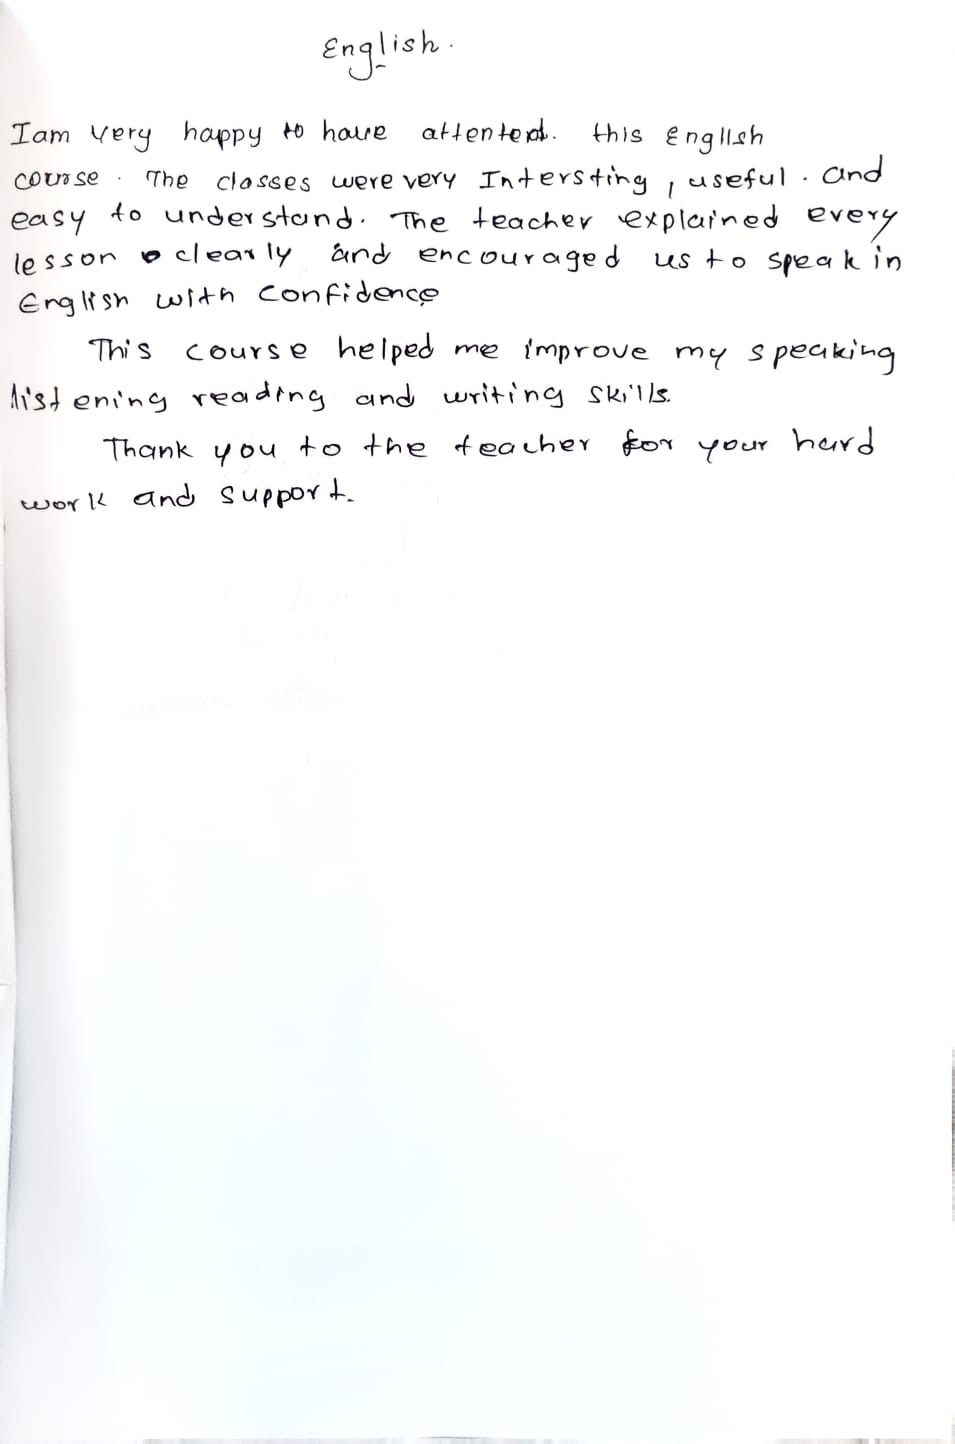 English.
I am very happy to have attented. this English
course. The classes were very Intersting, useful. and
easy to understand. The teacher explained every
lesson clearly and encouraged us to speak in
English with confidence
This course helped me improve my speaking
listening reading and writing skills.
Thank you to the teacher for your hard
work and support.